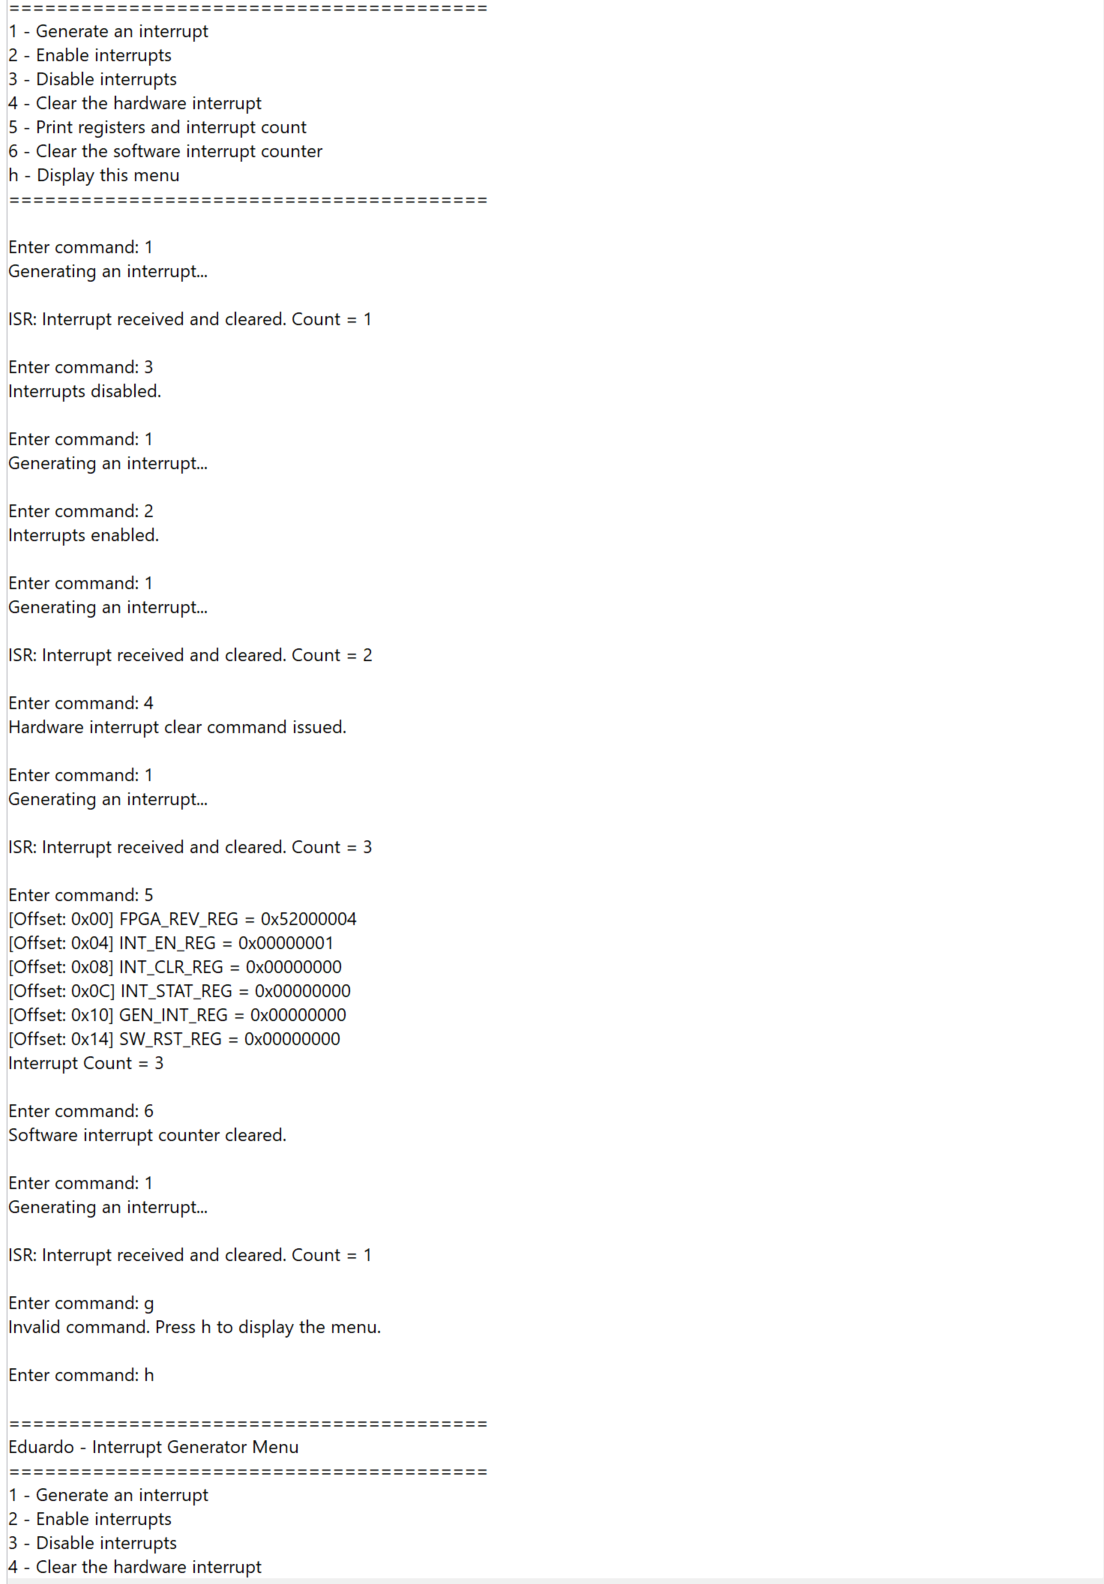 ========================================
1 - Generate an interrupt
2 - Enable interrupts
3 - Disable interrupts
4 - Clear the hardware interrupt
5 - Print registers and interrupt count
6 - Clear the software interrupt counter
h - Display this menu
========================================
Enter command: 1
Generating an interrupt...
ISR: Interrupt received and cleared. Count = 1
Enter command: 3
Interrupts disabled.
Enter command: 1
Generating an interrupt...
Enter command: 2
Interrupts enabled.
Enter command: 1
Generating an interrupt...
ISR: Interrupt received and cleared. Count = 2
Enter command: 4
Hardware interrupt clear command issued.
Enter command: 1
Generating an interrupt...
ISR: Interrupt received and cleared. Count = 3
Enter command: 5
[Offset: 0x00] FPGA_REV_REG = 0x52000004
[Offset: 0x04] INT_EN_REG = 0x00000001
[Offset: 0x08] INT_CLR_REG = 0x00000000
[Offset: 0x0C] INT_STAT_REG = 0x00000000
[Offset: 0x10] GEN_INT_REG = 0x00000000
[Offset: 0x14] SW_RST_REG = 0x00000000
Interrupt Count = 3
Enter command: 6
Software interrupt counter cleared.
Enter command: 1
Generating an interrupt...
ISR: Interrupt received and cleared. Count = 1
Enter command: g
Invalid command. Press h to display the menu.
Enter command: h
========================================
Eduardo - Interrupt Generator Menu
========================================
1 - Generate an interrupt
2 - Enable interrupts
3 - Disable interrupts
4 - Clear the hardware interrupt